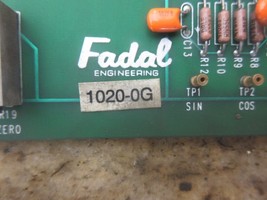 Fadal
ENGINEERING
1020-0G
C13
R12
R10
R9
R8
TP1
SIN
TP2
COS
R19
ZERO